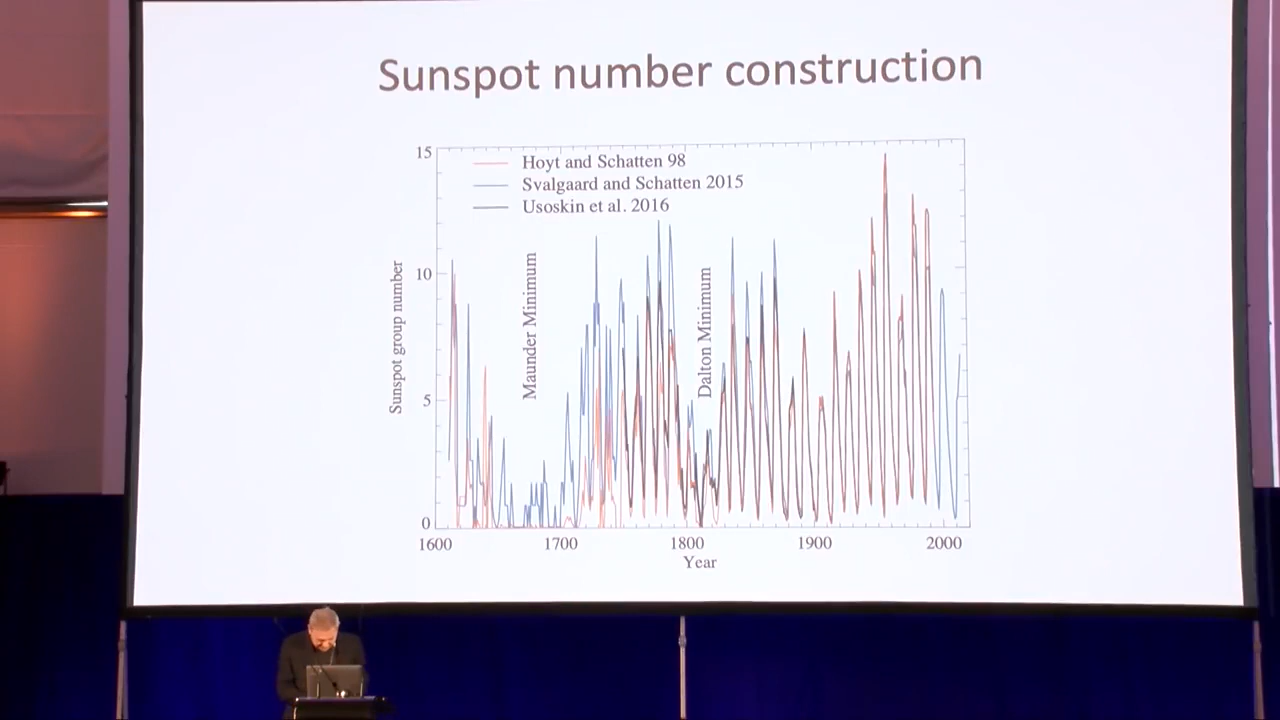 Sunspot number construction
15
Hoyt and Schatten 98
Svalgaard and Schatten 2015
Usoskin et al. 2016
10
Sunspot group number
Maunder Minimum
Dalton Minimum
5
0
1600 1700 1800 1900 2000
Year